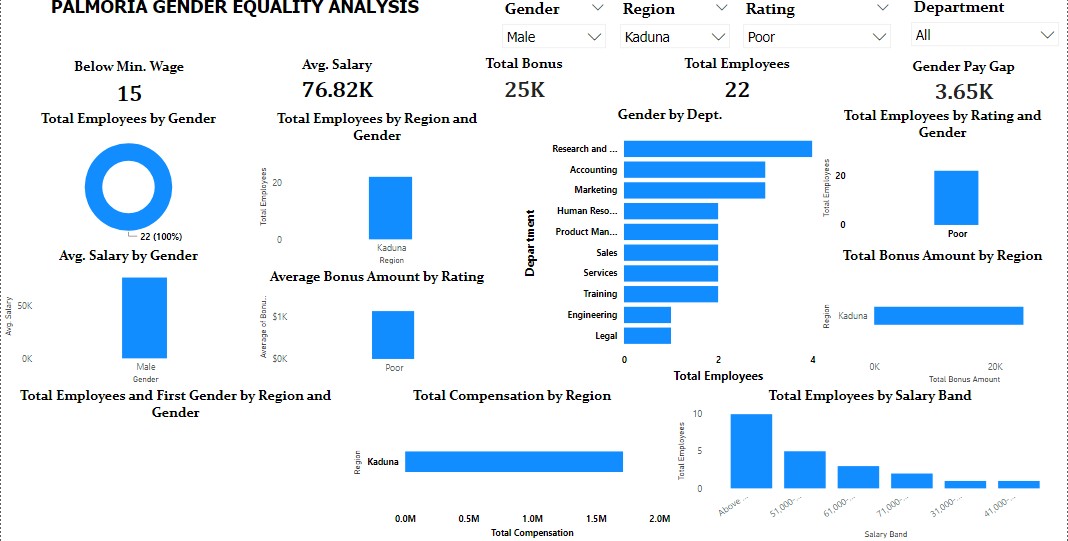 PALMORIA GENDER EQUALITY ANALYSIS
Gender
Region
Rating
Department
Male
Kaduna
Poor
All
Below Min. Wage
15
Avg. Salary
76.82K
Total Bonus
25K
Total Employees
22
Gender Pay Gap
3.65K
Total Employees by Gender
22 (100%)
Total Employees by Region and
Gender
Total Employees
20
0
Kaduna
Region
Gender by Dept.
Department
Research and ...
Accounting
Marketing
Human Reso...
Product Man...
Sales
Services
Training
Engineering
Legal
0
2
4
Total Employees
Total Employees by Rating and
Gender
Total Employees
20
0
Poor
Avg. Salary by Gender
Avg. Salary
50K
0K
Male
Gender
Average Bonus Amount by Rating
Average of Bonu...
$1K
$0K
Poor
Total Bonus Amount by Region
Region
Kaduna
0K
20K
Total Bonus Amount
Total Employees and First Gender by Region and
Gender
Total Compensation by Region
Region
Kaduna
0.0M
0.5M
1.0M
1.5M
2.0M
Total Compensation
Total Employees by Salary Band
Total Employees
10
5
0
Above ...
51,000-...
61,000-...
71,000-...
31,000-...
41,000-...
Salary Band